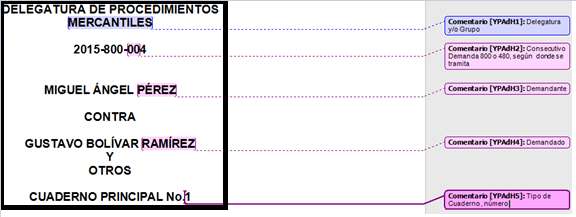 DELEGATURA DE PROCEDIMIENTOS
MERCANTILES
2015-800-004
MIGUEL ÁNGEL PÉREZ
CONTRA
GUSTAVO BOLÍVAR RAMÍREZ
Y
OTROS
CUADERNO PRINCIPAL No.1
Comentario [YPAdH1]: Delegatura
y/o Grupo
Comentario [YPAdH2]: Consecutivo
Demanda 800 o 480, según donde se
tramita
Comentario [YPAdH3]: Demandante
Comentario [YPAdH4]: Demandado
Comentario [YPAdH5]: Tipo de
Cuaderno, número